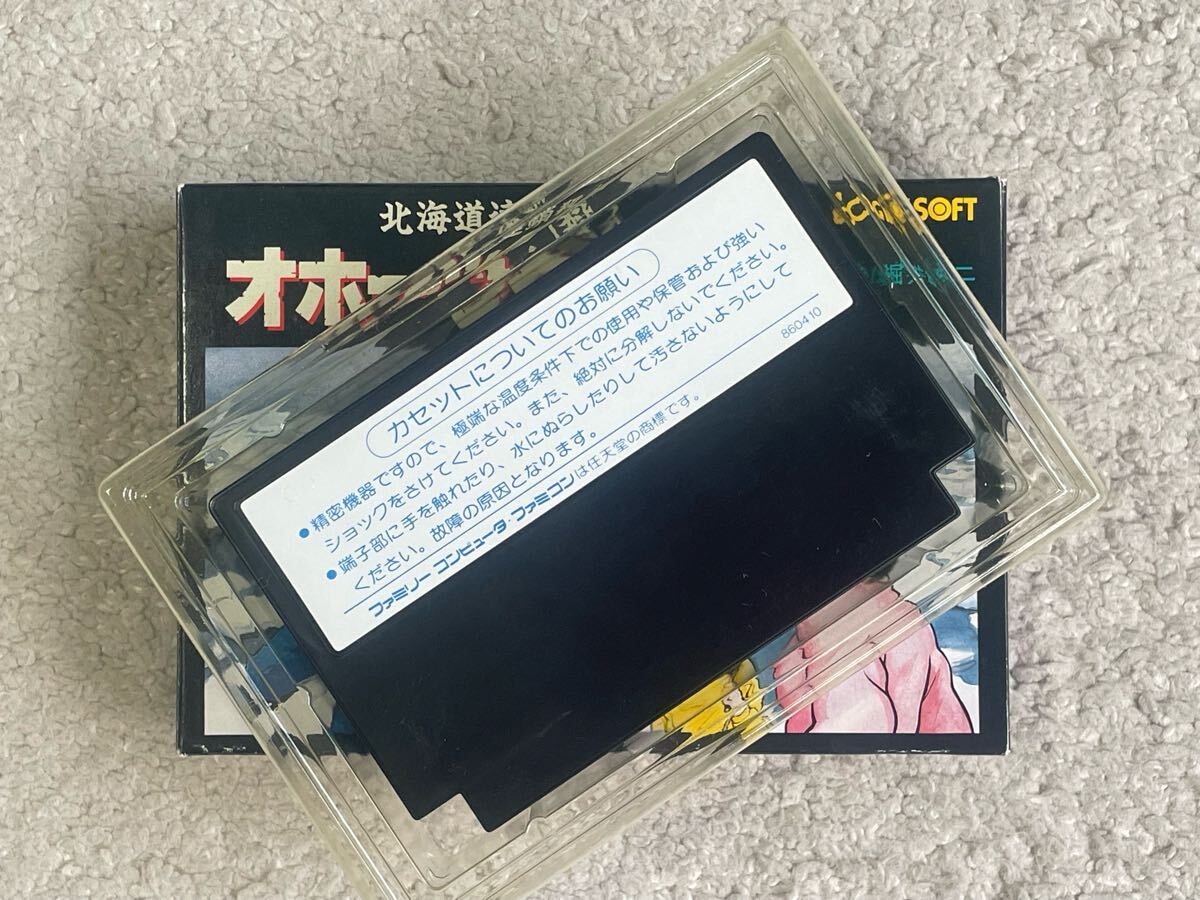 北海道
SOFT
オホ
カセットについてのお願い
●精密機器ですので、極端な温度条件下での使用や保管および強い
ショックをさけてください。また、絶対に分解しないでください。
●端子部に手を触れたり、水にぬらしたりして汚さないようにして
ください。故障の原因となります。
860410
ファミリーコンピュータ・ファミコンは任天堂の商標です。